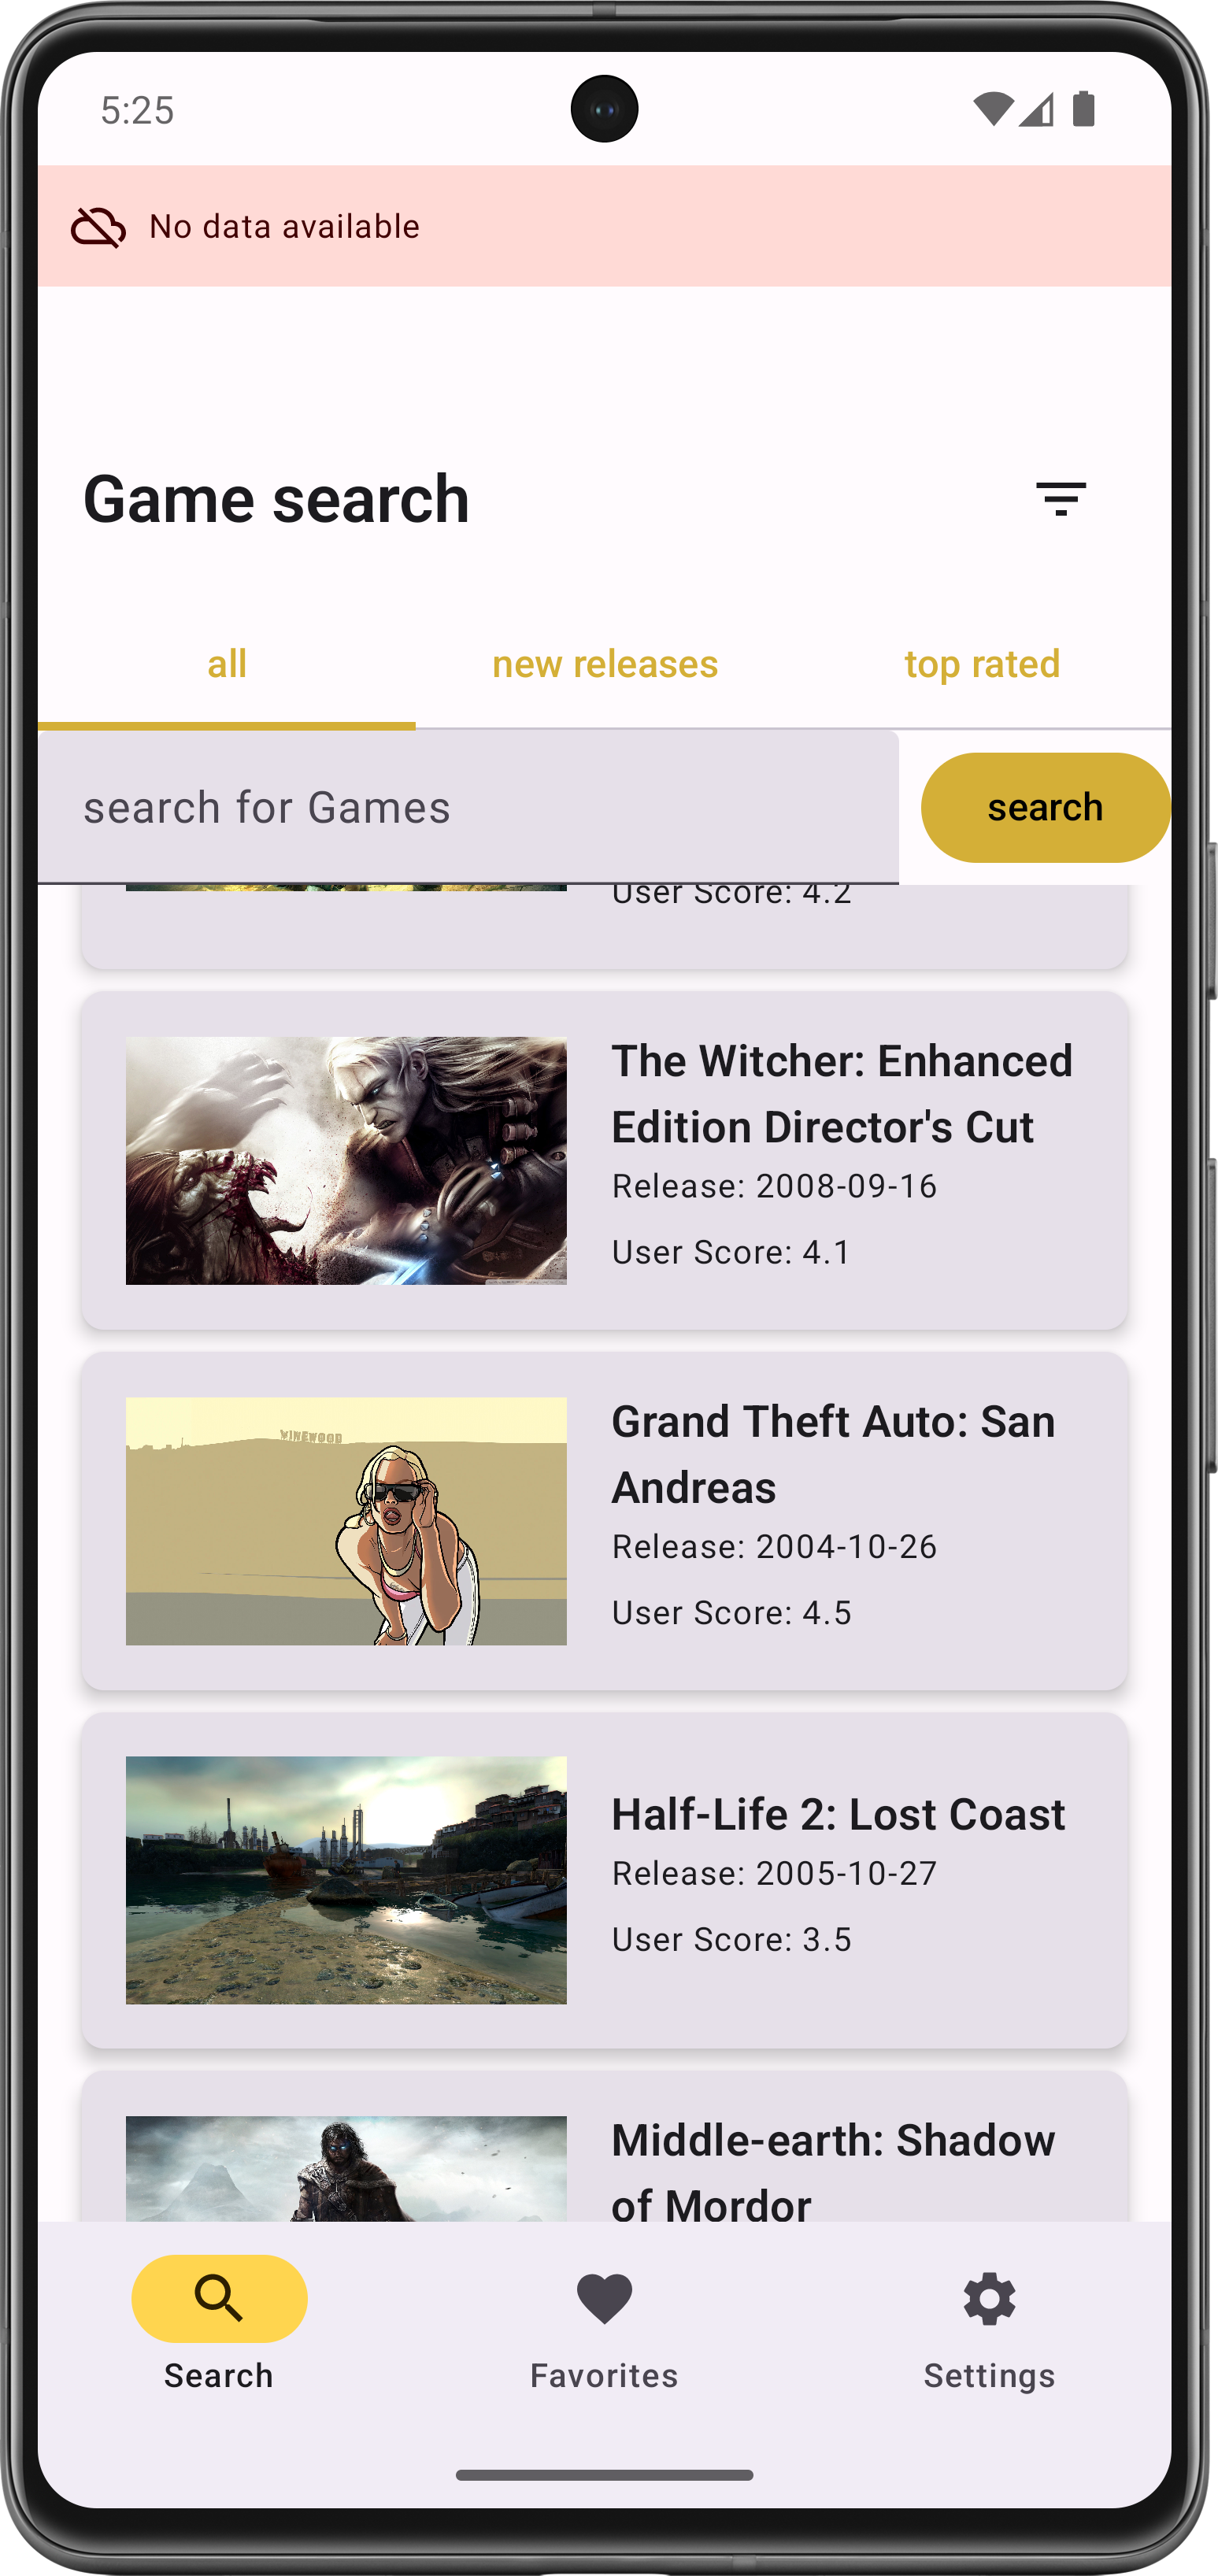 5:25
No data available
Game search
all
new releases
top rated
search for Games
search
User Score: 4.2
The Witcher: Enhanced
Edition Director's Cut
Release: 2008-09-16
User Score: 4.1
WINEWOOD
Grand Theft Auto: San
Andreas
Release: 2004-10-26
User Score: 4.5
Half-Life 2: Lost Coast
Release: 2005-10-27
User Score: 3.5
Middle-earth: Shadow
of Mordor
Search
Favorites
Settings